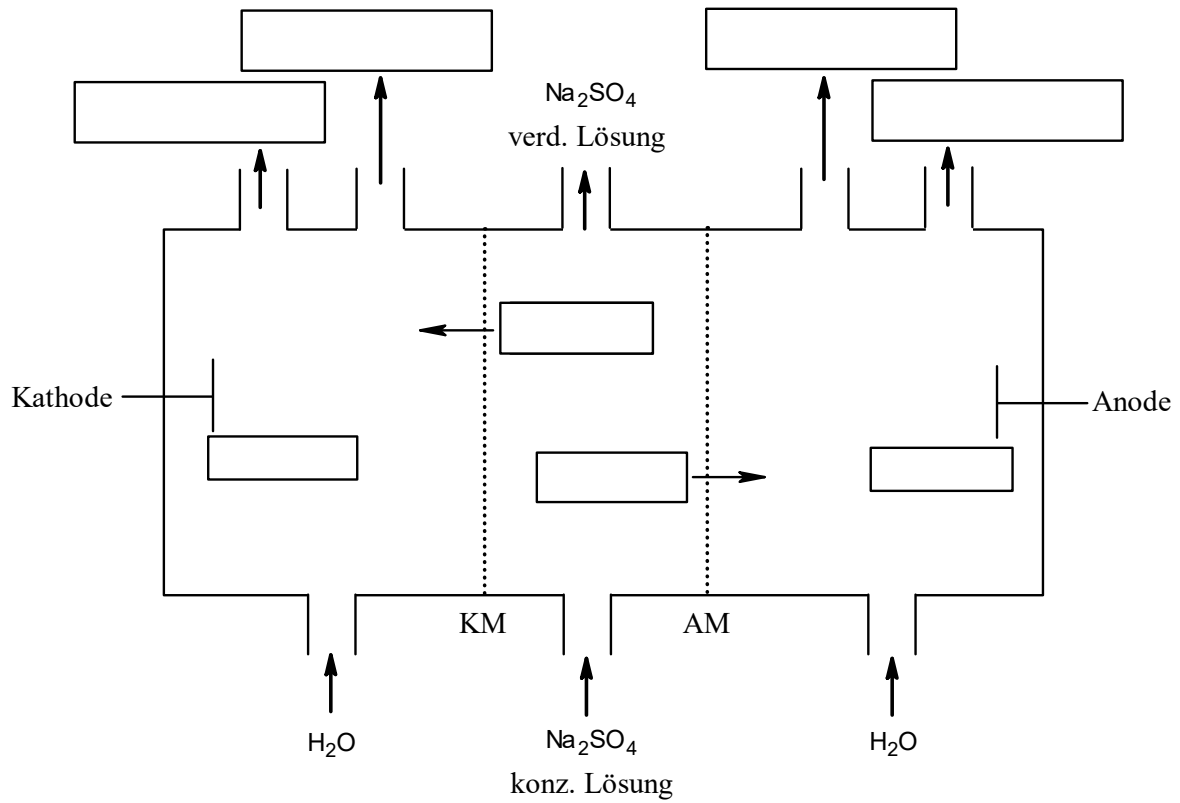 Na2SO4
verd. Lösung
Kathode
Anode
KM
AM
H2O
Na2SO4
konz. Lösung
H2O